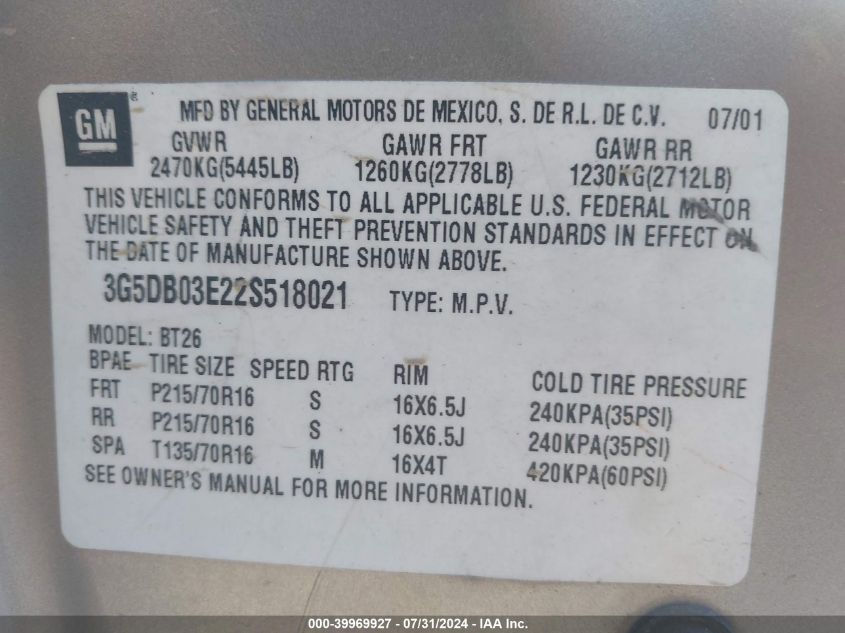 GM ®
MFD BY GENERAL MOTORS DE MEXICO, S. DE R.L. DE C.V. 07/01
GVWR GAWR FRT GAWR RR
2470KG(5445LB) 1260KG(2778LB) 1230KG(2712LB)
THIS VEHICLE CONFORMS TO ALL APPLICABLE U.S. FEDERAL MOTOR
VEHICLE SAFETY AND THEFT PREVENTION STANDARDS IN EFFECT ON
THE DATE OF MANUFACTURE SHOWN ABOVE.
3G5DB03E22S518021 TYPE: M.P.V.
MODEL: BT26
BPAE TIRE SIZE SPEED RTG RIM COLD TIRE PRESSURE
FRT P215/70R16 S 16X6.5J 240KPA(35PSI)
RR P215/70R16 S 16X6.5J 240KPA(35PSI)
SPA T135/70R16 M 16X4T 420KPA(60PSI)
SEE OWNER'S MANUAL FOR MORE INFORMATION.
000-39969927 - 07/31/2024 - IAA Inc.